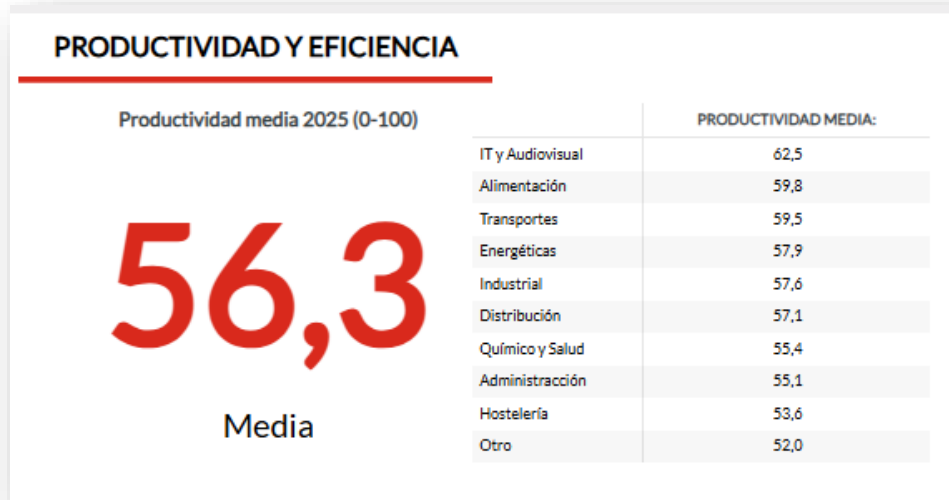 PRODUCTIVIDAD Y EFICIENCIA
Productividad media 2025 (0-100)
56,3
Media
PRODUCTIVIDAD MEDIA:
IT y Audiovisual 62,5
Alimentación 59,8
Transportes 59,5
Energéticas 57,9
Industrial 57,6
Distribución 57,1
Químico y Salud 55,4
Administracción 55,1
Hostelería 53,6
Otro 52,0